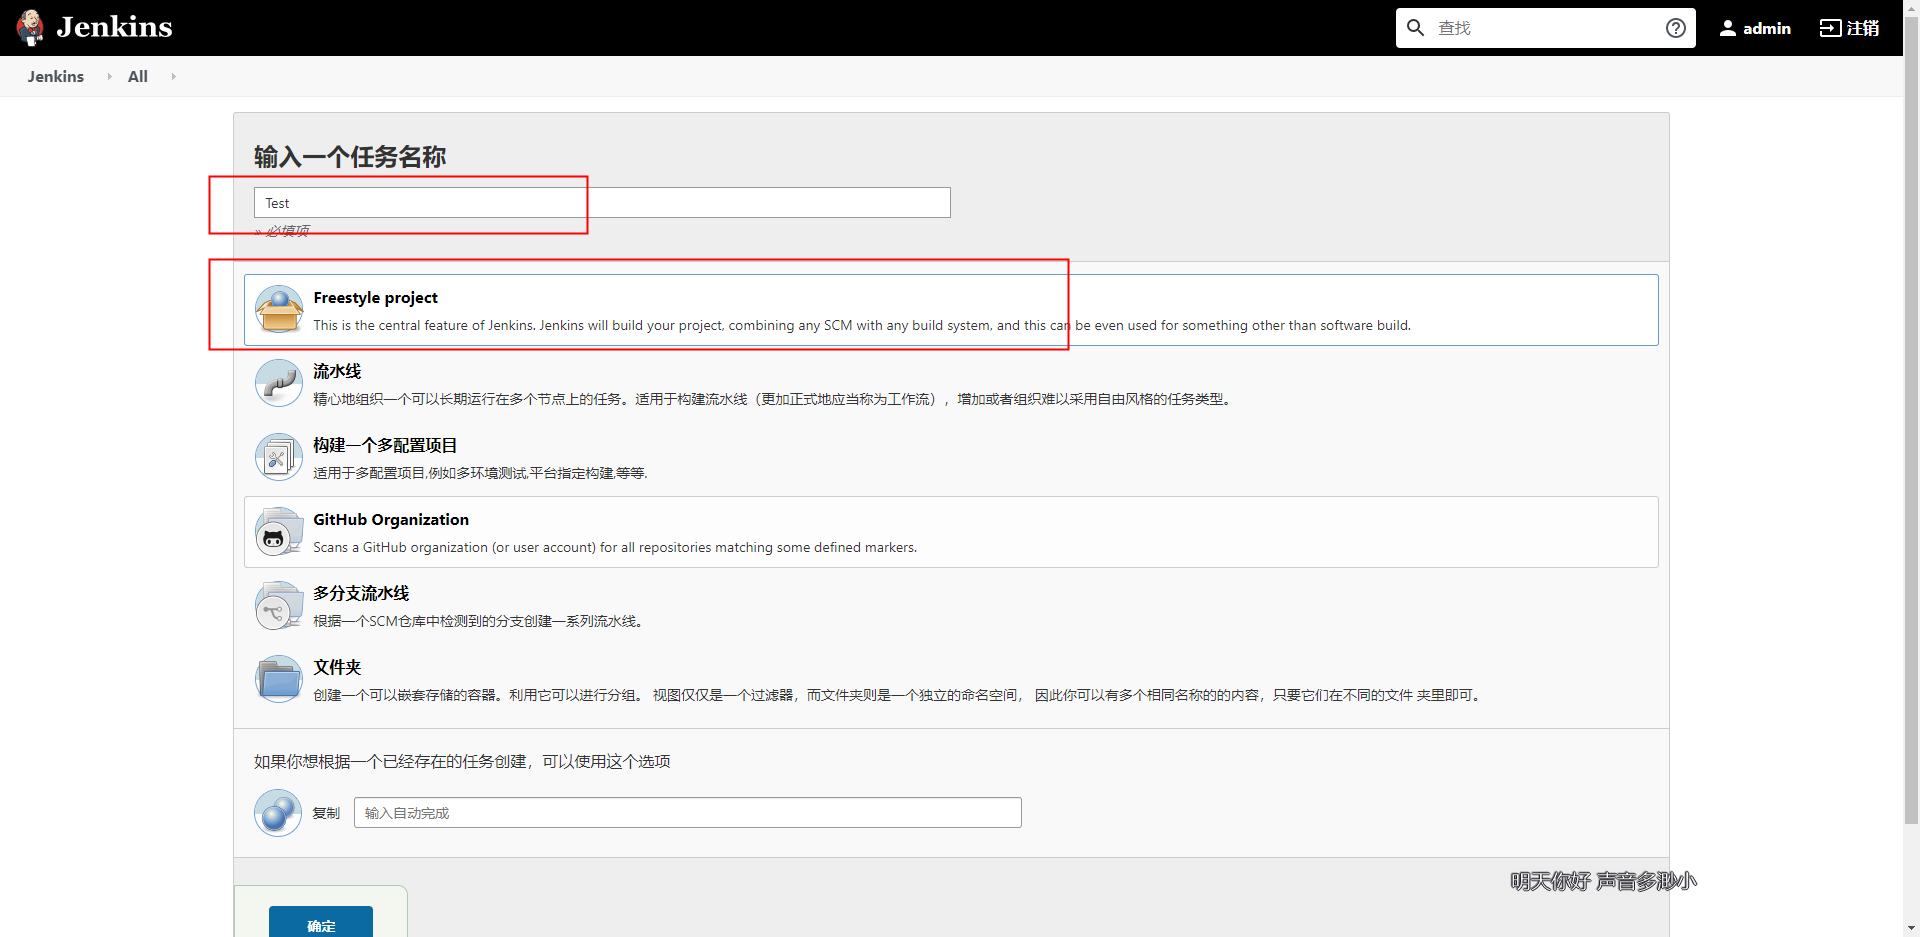 Jenkins
查找
admin
注销
Jenkins
All
输入一个任务名称
Test
» 必填项
Freestyle project
This is the central feature of Jenkins. Jenkins will build your project, combining any SCM with any build system, and this can be even used for something other than software build.
流水线
精心地组织一个可以长期运行在多个节点上的任务。适用于构建流水线（更加正式地应当称为工作流），增加或者组织难以采用自由风格的任务类型。
构建一个多配置项目
适用于多配置项目,例如多环境测试,平台指定构建,等等.
GitHub Organization
Scans a GitHub organization (or user account) for all repositories matching some defined markers.
多分支流水线
根据一个SCM仓库中检测到的分支创建一系列流水线。
文件夹
创建一个可以嵌套存储的容器。利用它可以进行分组。 视图仅仅是一个过滤器，而文件夹则是一个独立的命名空间， 因此你可以有多个相同名称的的内容，只要它们在不同的文件 夹里即可。
如果你想根据一个已经存在的任务创建，可以使用这个选项
复制
输入自动完成
明天你好 声音多渺小
确定